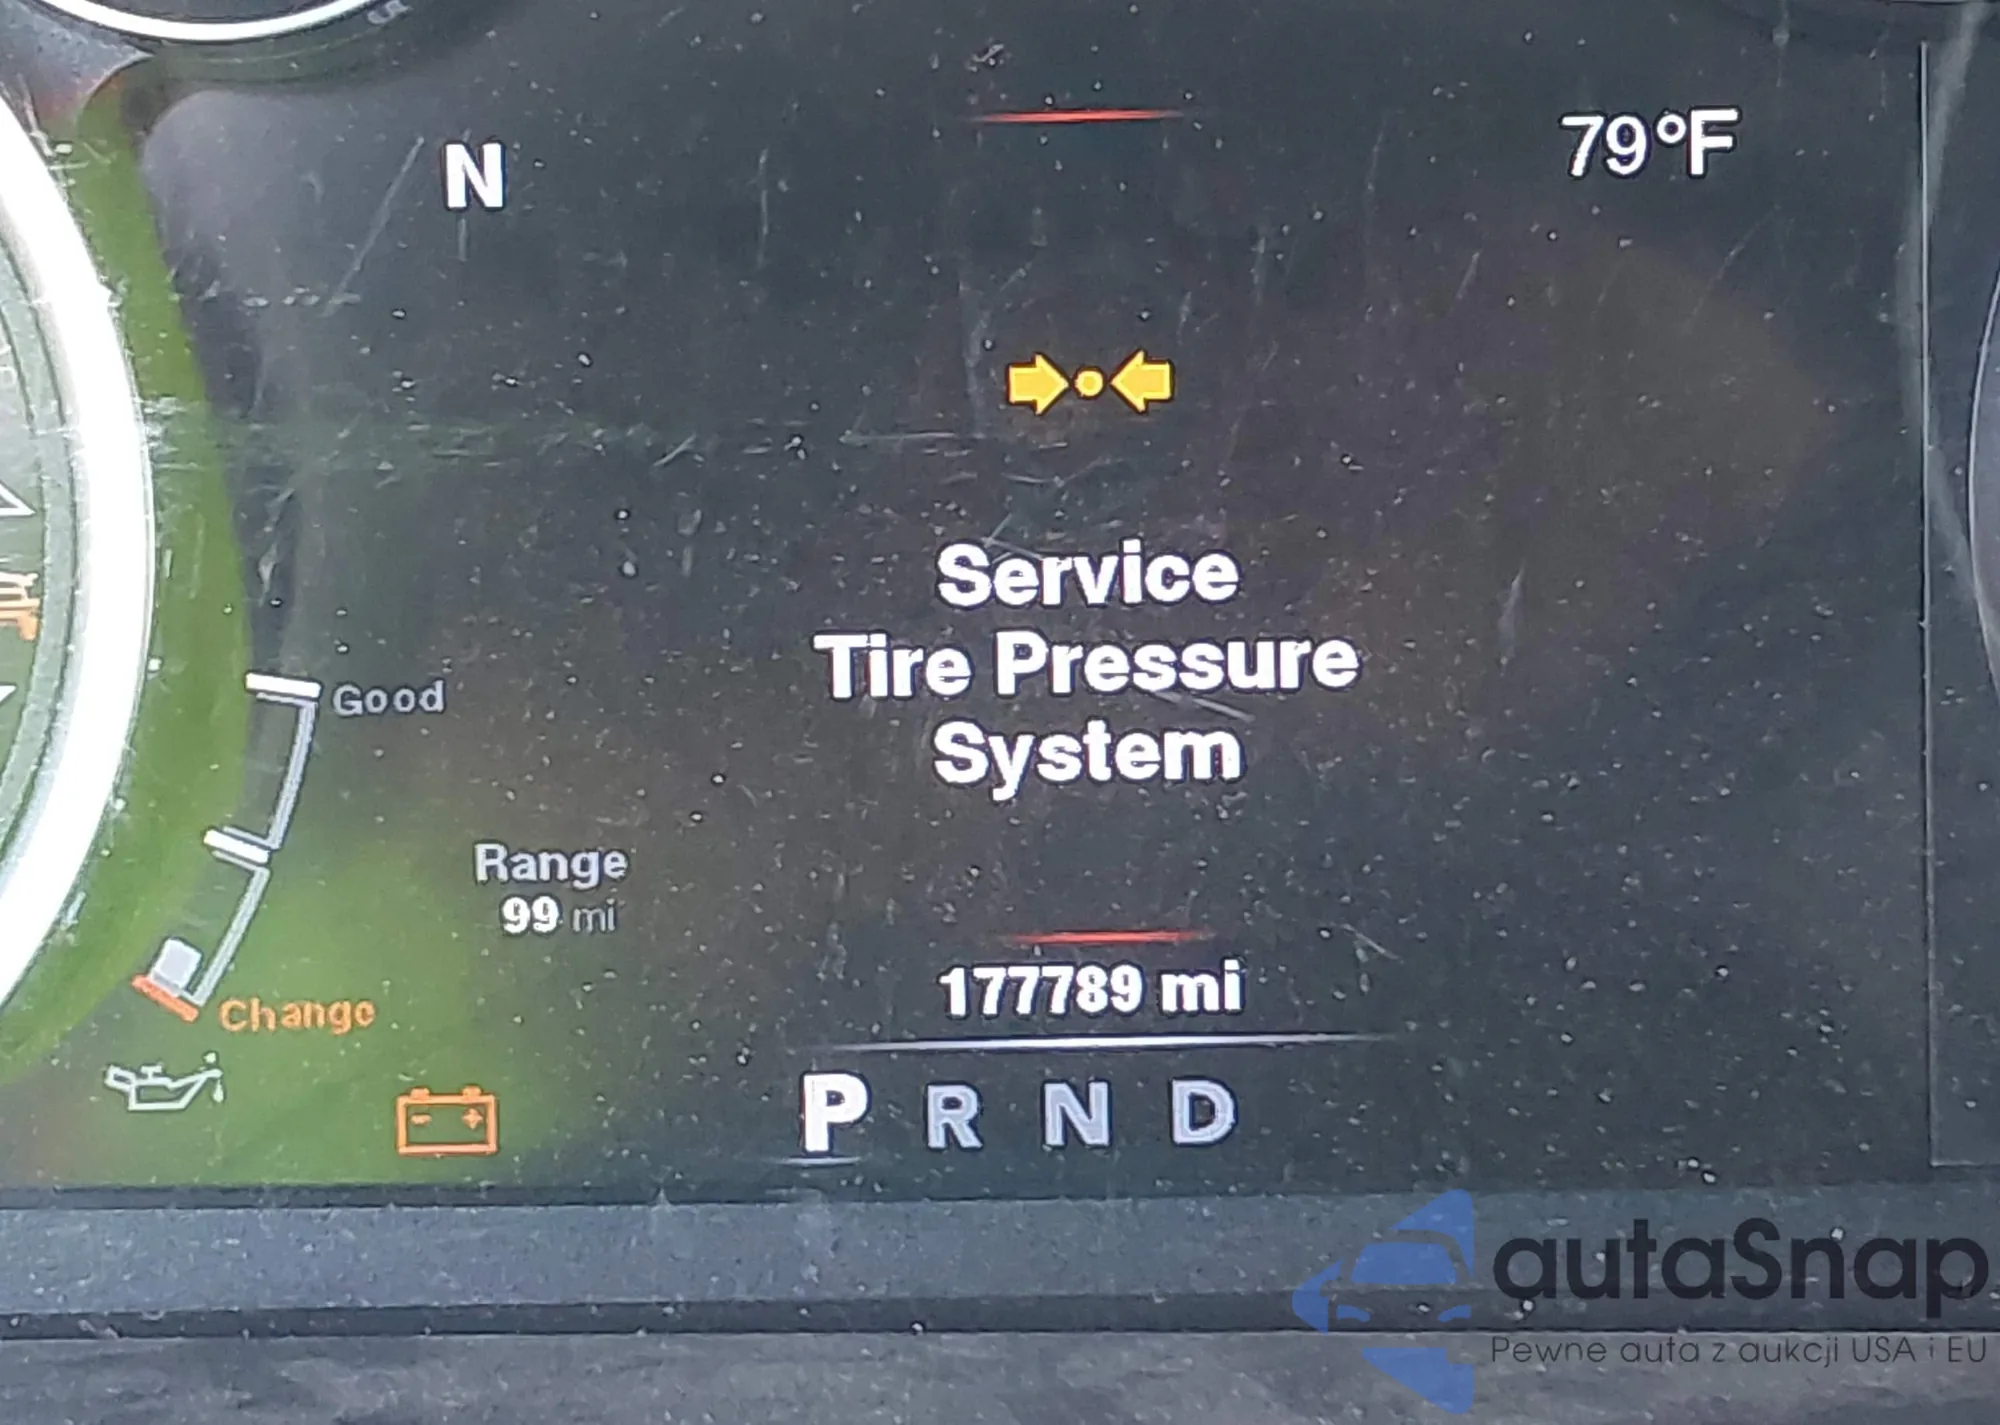 N
79°F
Service
Tire Pressure
System
Good
Range
99 mi
Change
177789 mi
P R N D
autaSnap
Pewne auta z aukcji USA i EU